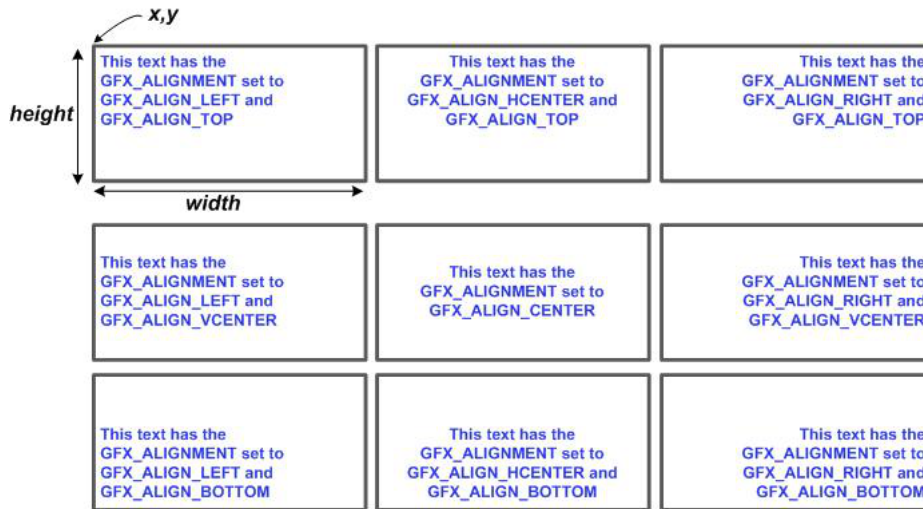 x,y
height
width
This text has the
GFX_ALIGNMENT set to
GFX_ALIGN_LEFT and
GFX_ALIGN_TOP
This text has the
GFX_ALIGNMENT set to
GFX_ALIGN_HCENTER and
GFX_ALIGN_TOP
This text has the
GFX_ALIGNMENT set to
GFX_ALIGN_RIGHT and
GFX_ALIGN_TOP
This text has the
GFX_ALIGNMENT set to
GFX_ALIGN_LEFT and
GFX_ALIGN_VCENTER
This text has the
GFX_ALIGNMENT set to
GFX_ALIGN_CENTER
This text has the
GFX_ALIGNMENT set to
GFX_ALIGN_RIGHT and
GFX_ALIGN_VCENTER
This text has the
GFX_ALIGNMENT set to
GFX_ALIGN_LEFT and
GFX_ALIGN_BOTTOM
This text has the
GFX_ALIGNMENT set to
GFX_ALIGN_HCENTER and
GFX_ALIGN_BOTTOM
This text has the
GFX_ALIGNMENT set to
GFX_ALIGN_RIGHT and
GFX_ALIGN_BOTTOM